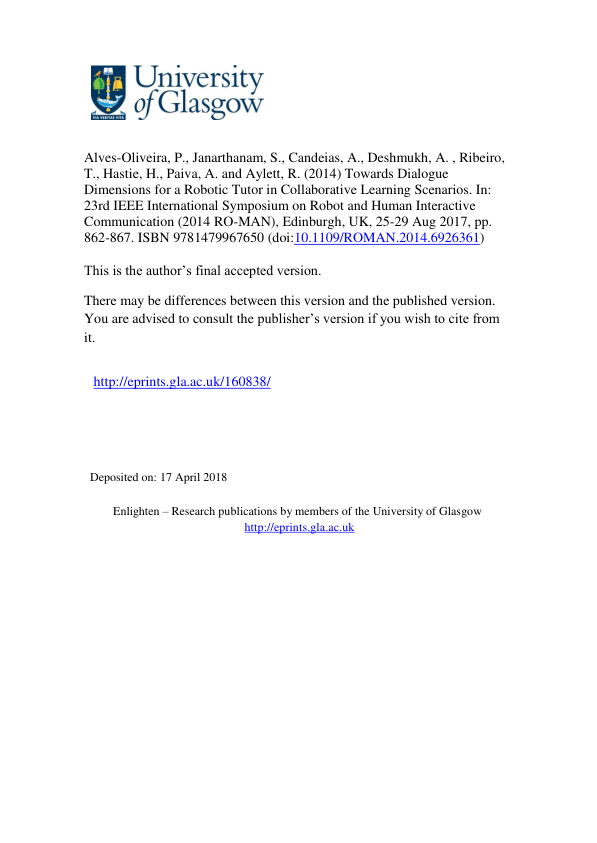 University
of Glasgow
VIA VERITAS VITA
Alves-Oliveira, P., Janarthanam, S., Candeias, A., Deshmukh, A. , Ribeiro,
T., Hastie, H., Paiva, A. and Aylett, R. (2014) Towards Dialogue
Dimensions for a Robotic Tutor in Collaborative Learning Scenarios. In:
23rd IEEE International Symposium on Robot and Human Interactive
Communication (2014 RO-MAN), Edinburgh, UK, 25-29 Aug 2017, pp.
862-867. ISBN 9781479967650 (doi:10.1109/ROMAN.2014.6926361)
This is the author’s final accepted version.
There may be differences between this version and the published version.
You are advised to consult the publisher’s version if you wish to cite from
it.
http://eprints.gla.ac.uk/160838/
Deposited on: 17 April 2018
Enlighten – Research publications by members of the University of Glasgow
http://eprints.gla.ac.uk